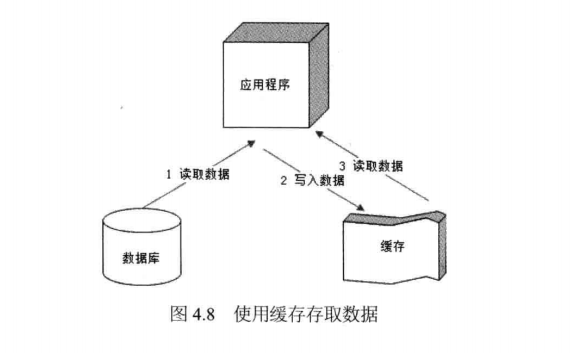 应用程序
1 读取数据
3 读取数据
2 写入数据
数据库
缓存
图 4.8 使用缓存存取数据